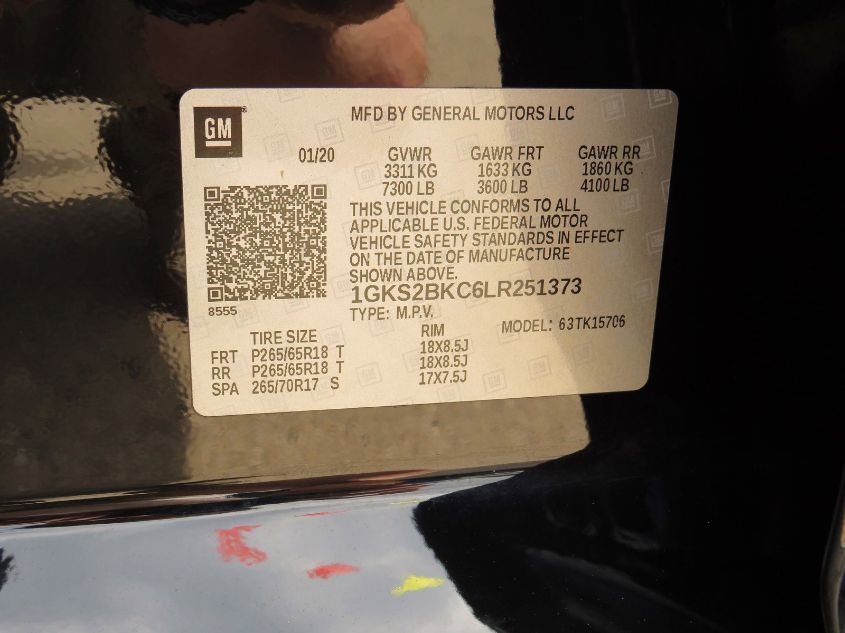 GM
MFD BY GENERAL MOTORS LLC
01/20 GVWR GAWR FRT GAWR RR
3311 KG 1633 KG 1860 KG
7300 LB 3600 LB 4100 LB
THIS VEHICLE CONFORMS TO ALL
APPLICABLE U.S. FEDERAL MOTOR
VEHICLE SAFETY STANDARDS IN EFFECT
ON THE DATE OF MANUFACTURE
SHOWN ABOVE.
1GKS2BKC6LR251373
8555
TYPE: M.P.V. MODEL: 63TK15706
TIRE SIZE RIM
FRT P265/65R18 T 18X8.5J
RR P265/65R18 T 18X8.5J
SPA 265/70R17 S 17X7.5J